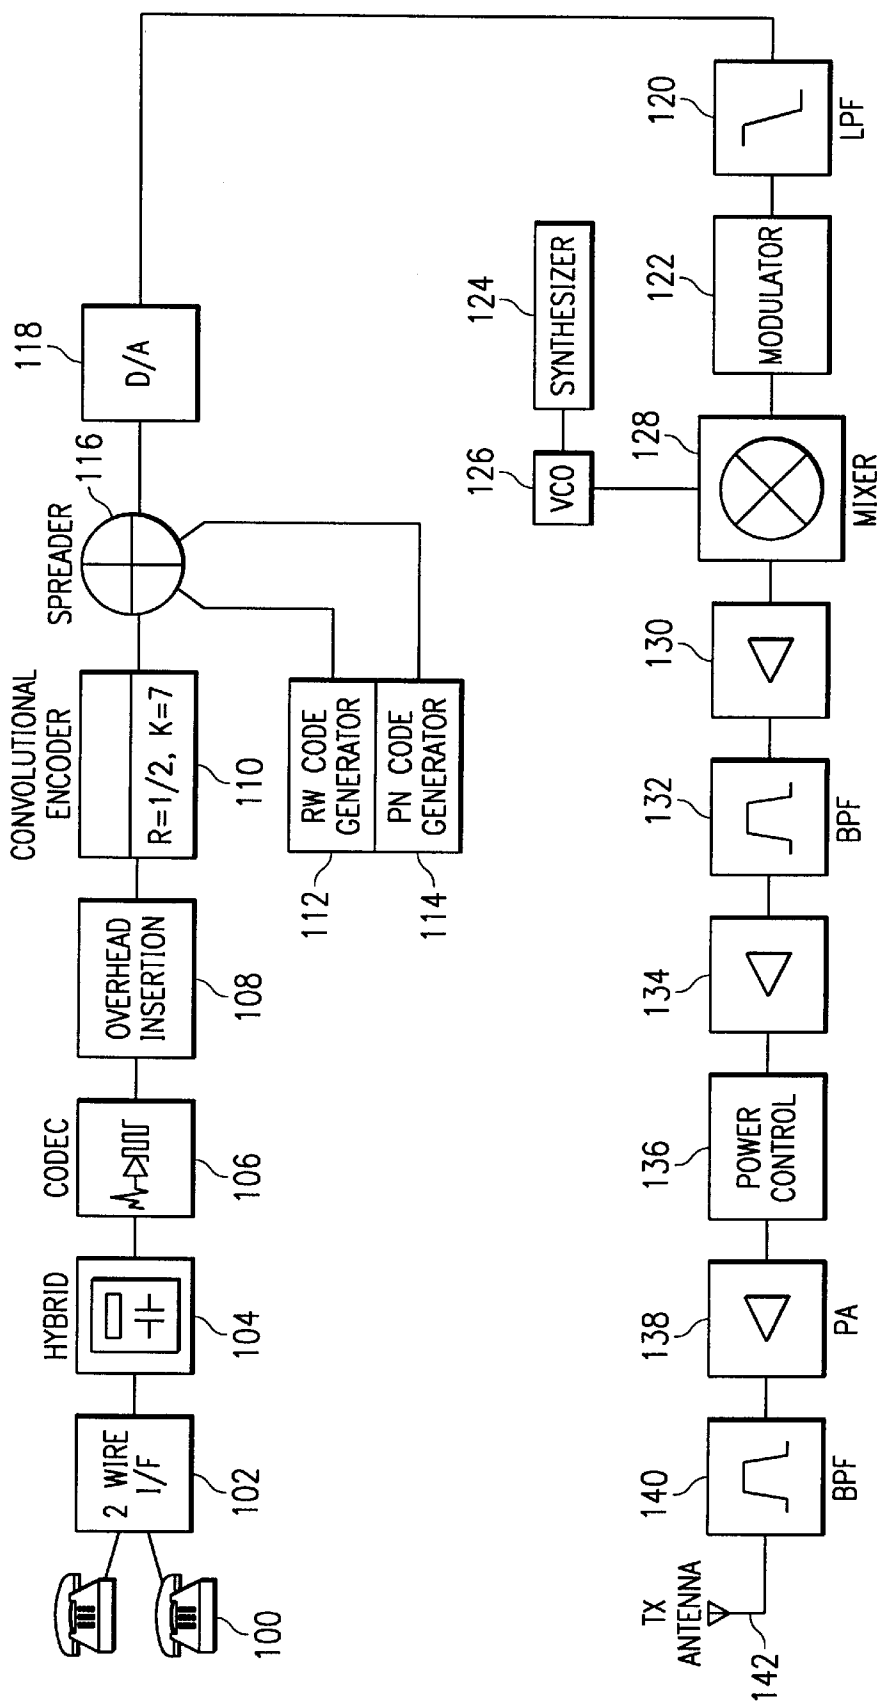 100
2 WIRE
I/F
102
HYBRID
104
CODEC
106
OVERHEAD
INSERTION
108
CONVOLUTIONAL
ENCODER
R=1/2, K=7
110
RW CODE
GENERATOR
112
PN CODE
GENERATOR
114
SPREADER
116
118
D/A
120
LPF
122
MODULATOR
124
SYNTHESIZER
126
VCO
128
MIXER
130
132
BPF
134
136
POWER
CONTROL
138
PA
140
BPF
TX
ANTENNA
142